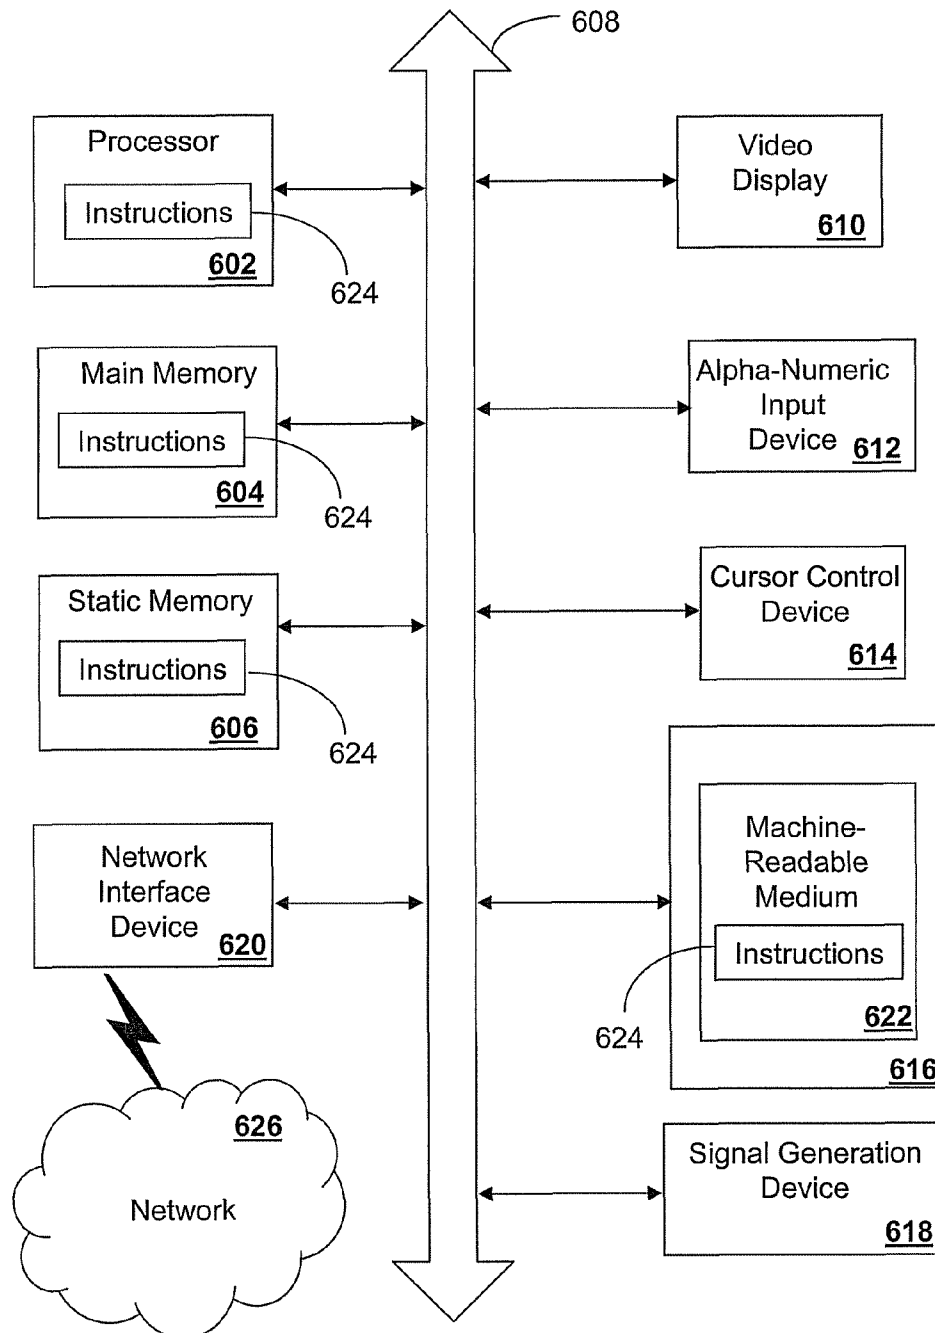 608
Processor
Instructions
602
624
Video
Display
610
Main Memory
Instructions
604
624
Alpha-Numeric
Input
Device
612
Static Memory
Instructions
606
624
Cursor Control
Device
614
Network
Interface
Device
620
Machine-
Readable
Medium
Instructions
622
624
616
626
Network
Signal Generation
Device
618